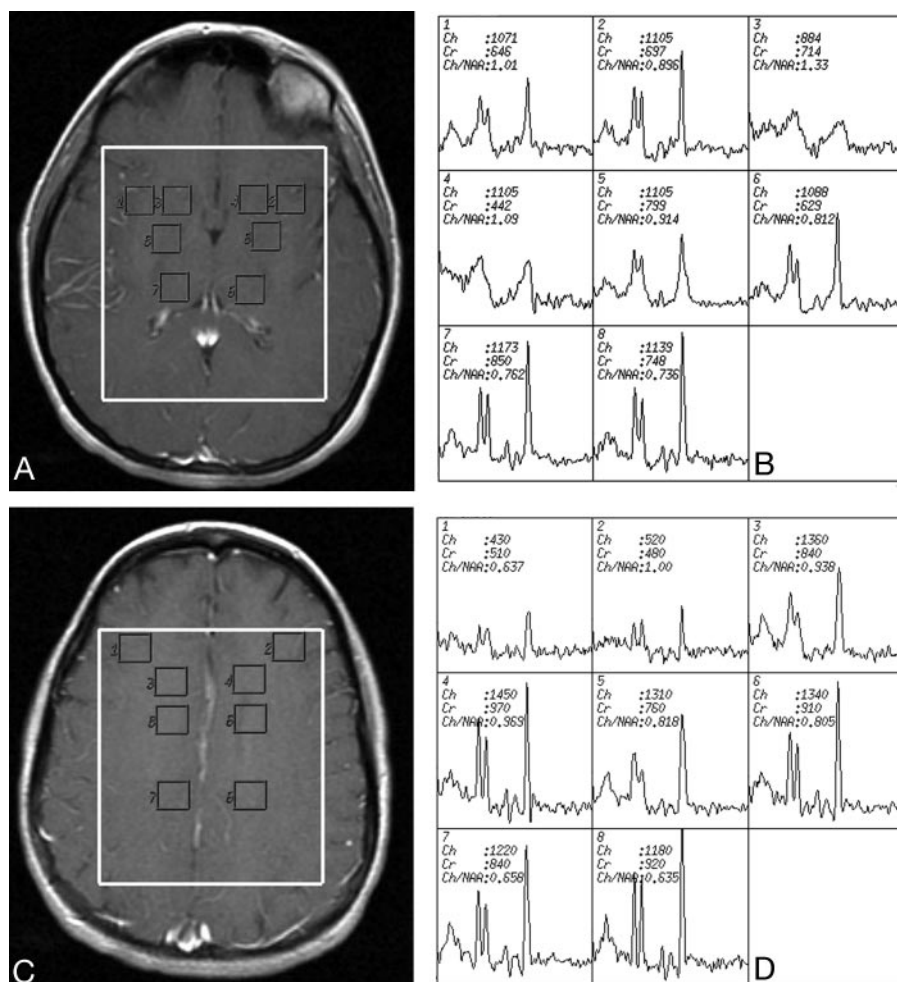 A
1
Ch :1071
Cr :646
Ch/NAA:1.01
2
Ch :1105
Cr :697
Ch/NAA:0.896
3
Ch :884
Cr :714
Ch/NAA:1.33
4
Ch :1105
Cr :442
Ch/NAA:1.09
5
Ch :1105
Cr :799
Ch/NAA:0.914
6
Ch :1088
Cr :629
Ch/NAA:0.812
7
Ch :1173
Cr :850
Ch/NAA:0.762
8
Ch :1139
Cr :748
Ch/NAA:0.736
B
7
C
1
2
3
4
7
1
Ch :430
Cr :510
Ch/NAA:0.637
2
Ch :520
Cr :480
Ch/NAA:1.00
3
Ch :1360
Cr :840
Ch/NAA:0.938
4
Ch :1450
Cr :970
Ch/NAA:0.969
5
Ch :1310
Cr :760
Ch/NAA:0.818
6
Ch :1340
Cr :910
Ch/NAA:0.805
7
Ch :1220
Cr :840
Ch/NAA:0.658
8
Ch :1180
Cr :920
Ch/NAA:0.635
D